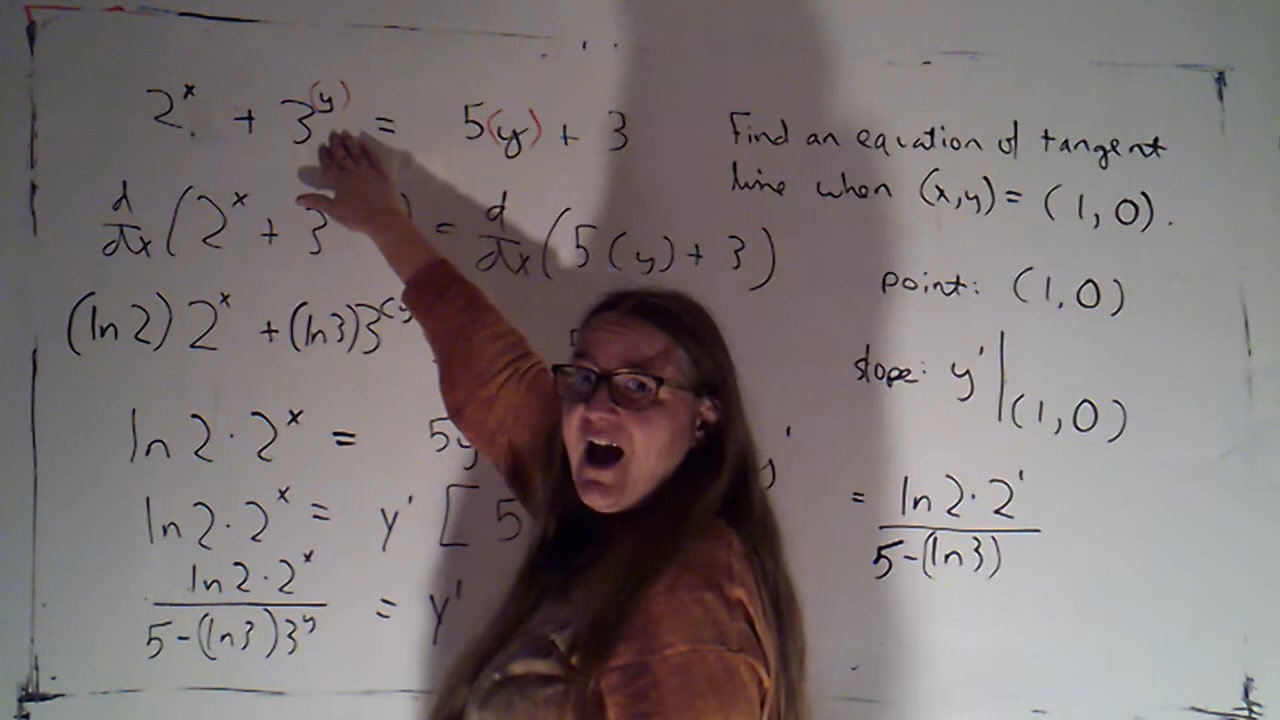 2^x + 3^(y) = 5(y) + 3
d/dx (2^x + 3 ) = d/dx (5(y) + 3)
(ln 2) 2^x + (ln 3) 3^(y
ln 2 · 2^x = 5y '
ln 2 · 2^x = y' [ 5
ln 2 · 2^x / 5 - (ln 3) 3^y = y'
Find an equation of tangent
line when (x,y) = (1, 0).
point: (1, 0)
slope: y' | (1, 0)
= ln 2 · 2^1 / 5 - (ln 3)